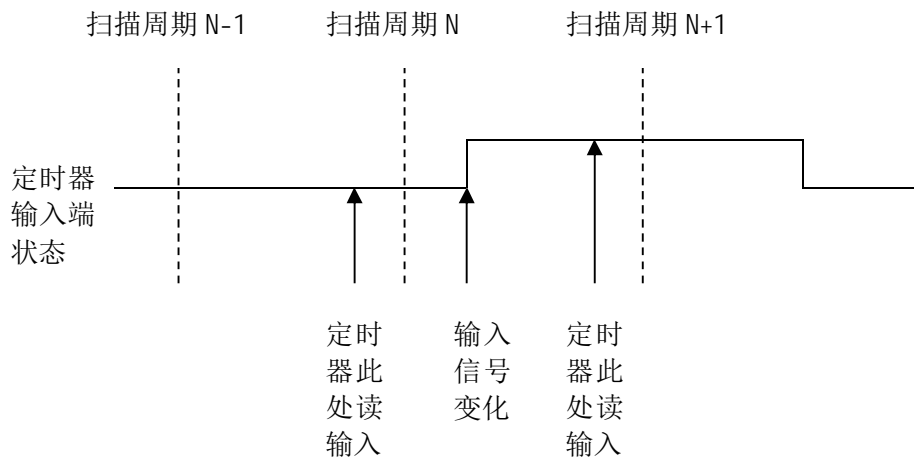 扫描周期 N-1 扫描周期 N 扫描周期 N+1
定时器
输入端
状态
定时
器此
处读
输入
输入
信号
变化
定时
器此
处读
输入